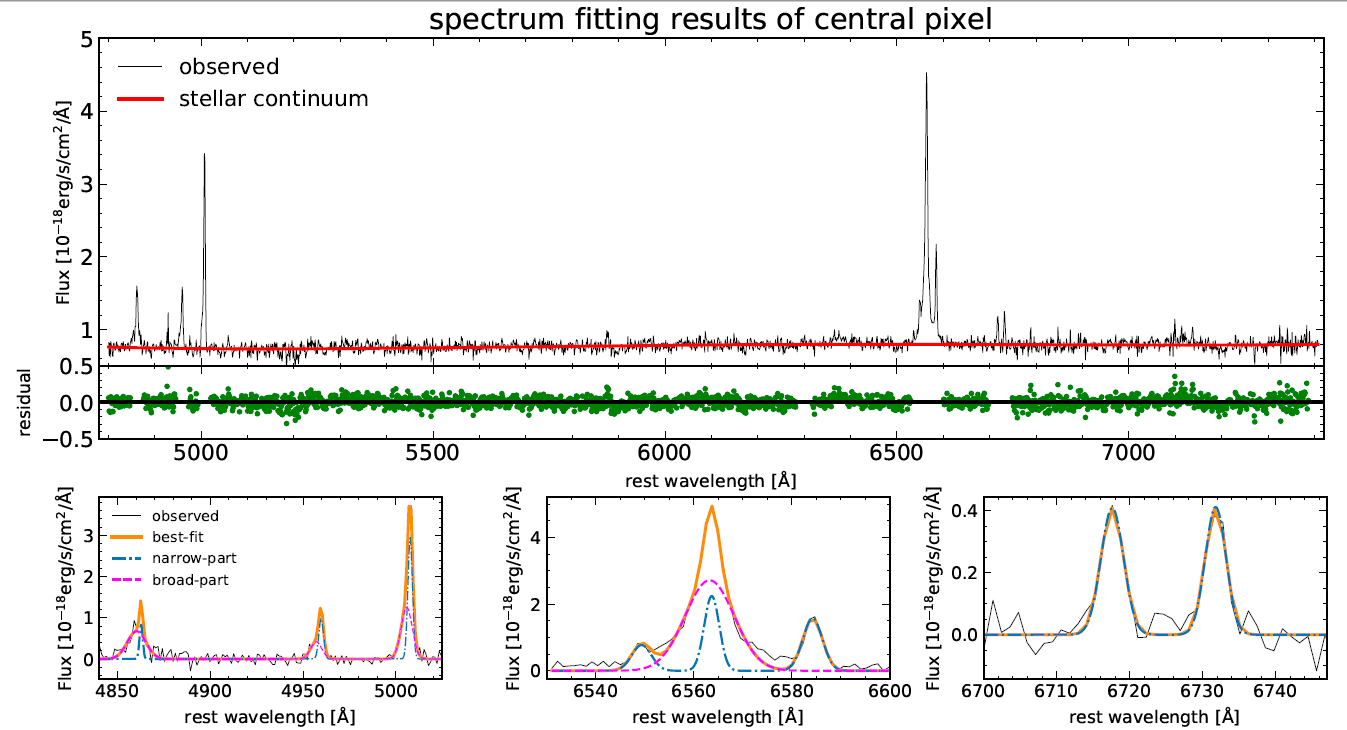 spectrum fitting results of central pixel
5
4
3
2
1
Flux [10⁻¹⁸erg/s/cm²/Å]
observed
stellar continuum
0.5
0.0
−0.5
residual
5000 5500 6000 6500 7000
rest wavelength [Å]
Flux [10⁻¹⁸erg/s/cm²/Å]
3
2
1
0
observed
best-fit
narrow-part
broad-part
4850 4900 4950 5000
rest wavelength [Å]
Flux [10⁻¹⁸erg/s/cm²/Å]
4
2
0
6540 6560 6580 6600
rest wavelength [Å]
Flux [10⁻¹⁸erg/s/cm²/Å]
0.4
0.2
0.0
6700 6710 6720 6730 6740
rest wavelength [Å]